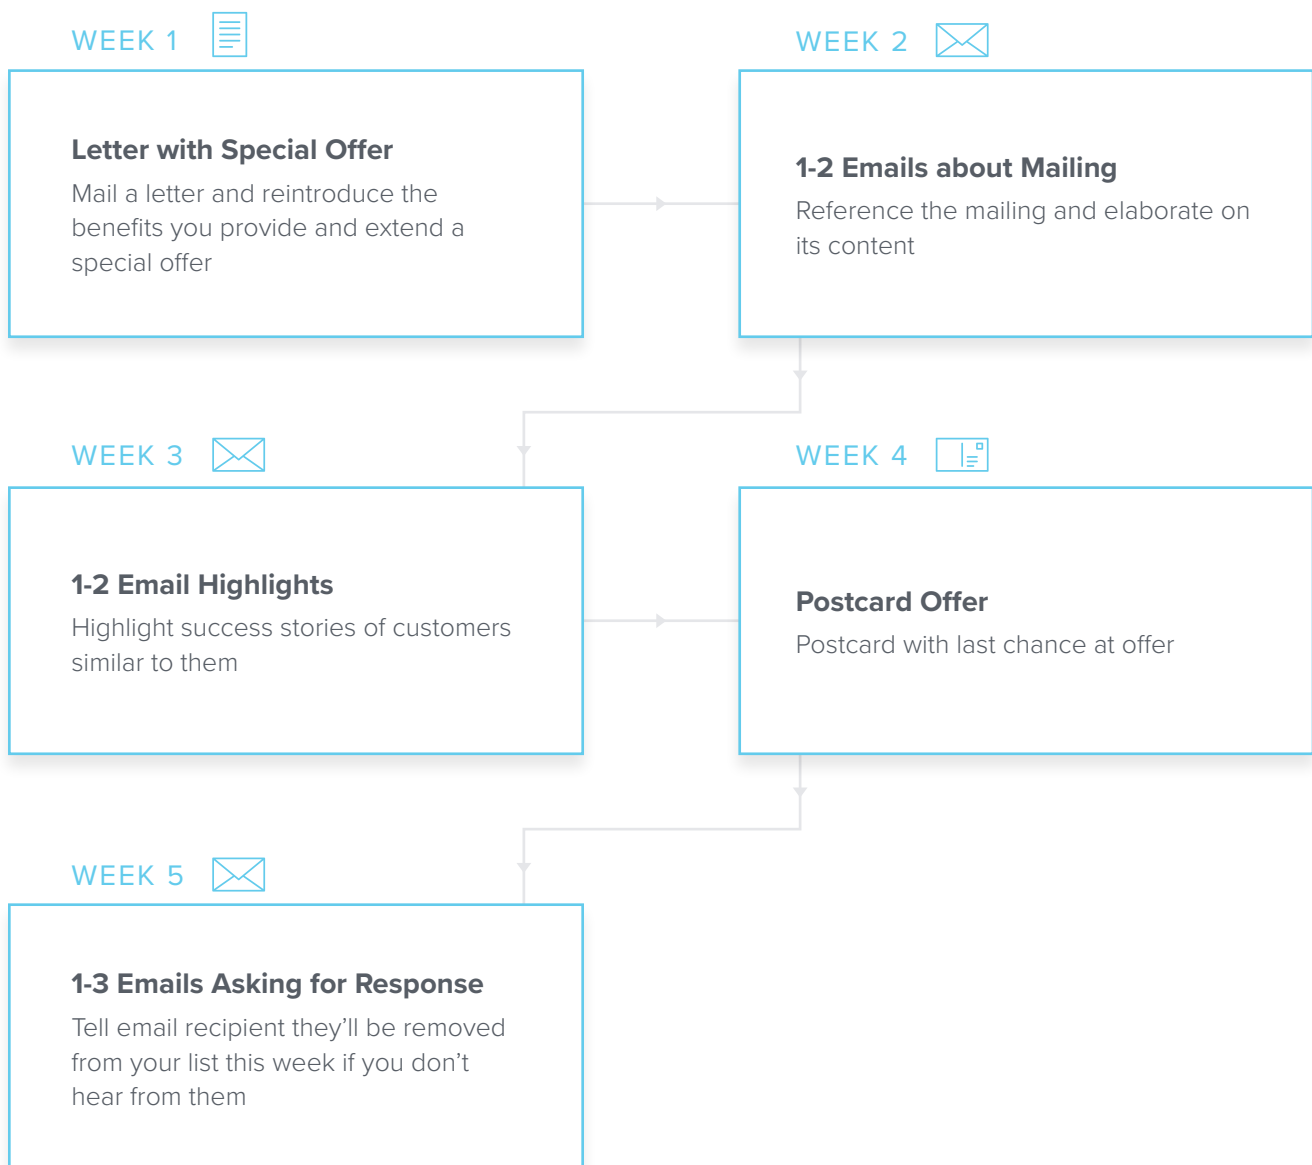 WEEK 1
Letter with Special Offer
Mail a letter and reintroduce the
benefits you provide and extend a
special offer
WEEK 2
1-2 Emails about Mailing
Reference the mailing and elaborate on
its content
WEEK 3
1-2 Email Highlights
Highlight success stories of customers
similar to them
WEEK 4
Postcard Offer
Postcard with last chance at offer
WEEK 5
1-3 Emails Asking for Response
Tell email recipient they’ll be removed
from your list this week if you don’t
hear from them